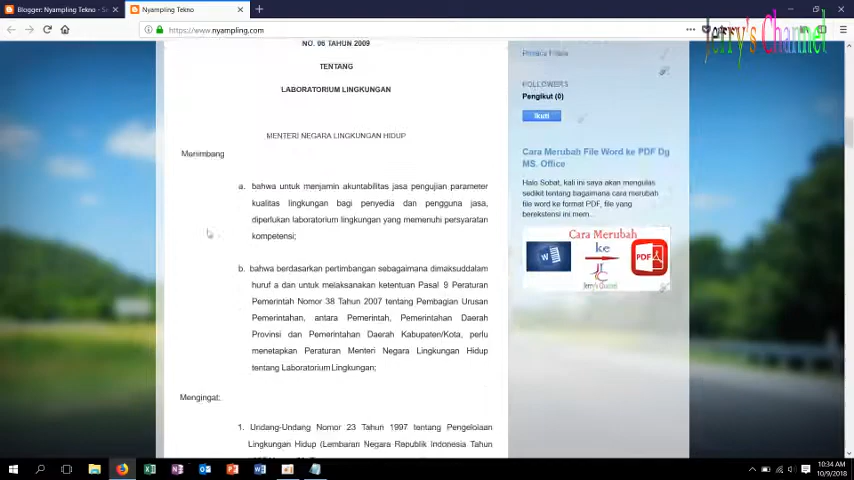 Blogger: Nyampling Tekno - S
Nyampling Tekno
https://www.nyampling.com
Jerry's Channel
NO. 06 TAHUN 2009
TENTANG
LABORATORIUM LINGKUNGAN
MENTERI NEGARA LINGKUNGAN HIDUP
Menimbang
a. bahwa untuk menjamin akuntabilitas jasa pengujian parameter
kualitas lingkungan bagi penyedia dan pengguna jasa,
diperlukan laboratorium lingkungan yang memenuhi persyaratan
kompetensi;
b. bahwa berdasarkan pertimbangan sebagaimana dimaksuddalam
huruf a dan untuk melaksanakan ketentuan Pasal 9 Peraturan
Pemerintah Nomor 38 Tahun 2007 tentang Pembagian Urusan
Pemerintahan, antara Pemerintah, Pemerintahan Daerah
Provinsi dan Pemerintahan Daerah Kabupaten/Kota, perlu
menetapkan Peraturan Menteri Negara Lingkungan Hidup
tentang Laboratorium Lingkungan;
Mengingat:
1. Undang-Undang Nomor 23 Tahun 1997 tentang Pengelolaan
Lingkungan Hidup (Lembaran Negara Republik Indonesia Tahun
FOLLOWERS
Pengikut (0)
Ikuti
Cara Merubah File Word ke PDF Dg
MS. Office
Halo Sobat, kali ini saya akan mengulas
sedikit tentang bagaimana cara merubah
file word ke format PDF, file yang
berekstensi ini mem...
Cara Merubah
ke
W
PDF
Jerry's Channel
10:34 AM
10/9/2018